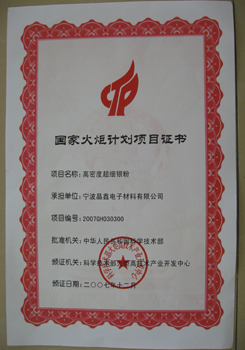 国家火炬计划项目证书
项目名称：高密度超细银粉
承担单位：宁波晶鑫电子材料有限公司
项目编号：2007GH030300
批准机关：中华人民共和国科学技术部
颁证机关：科学技术部火炬高技术产业开发中心
颁证日期：二〇〇七年十二月